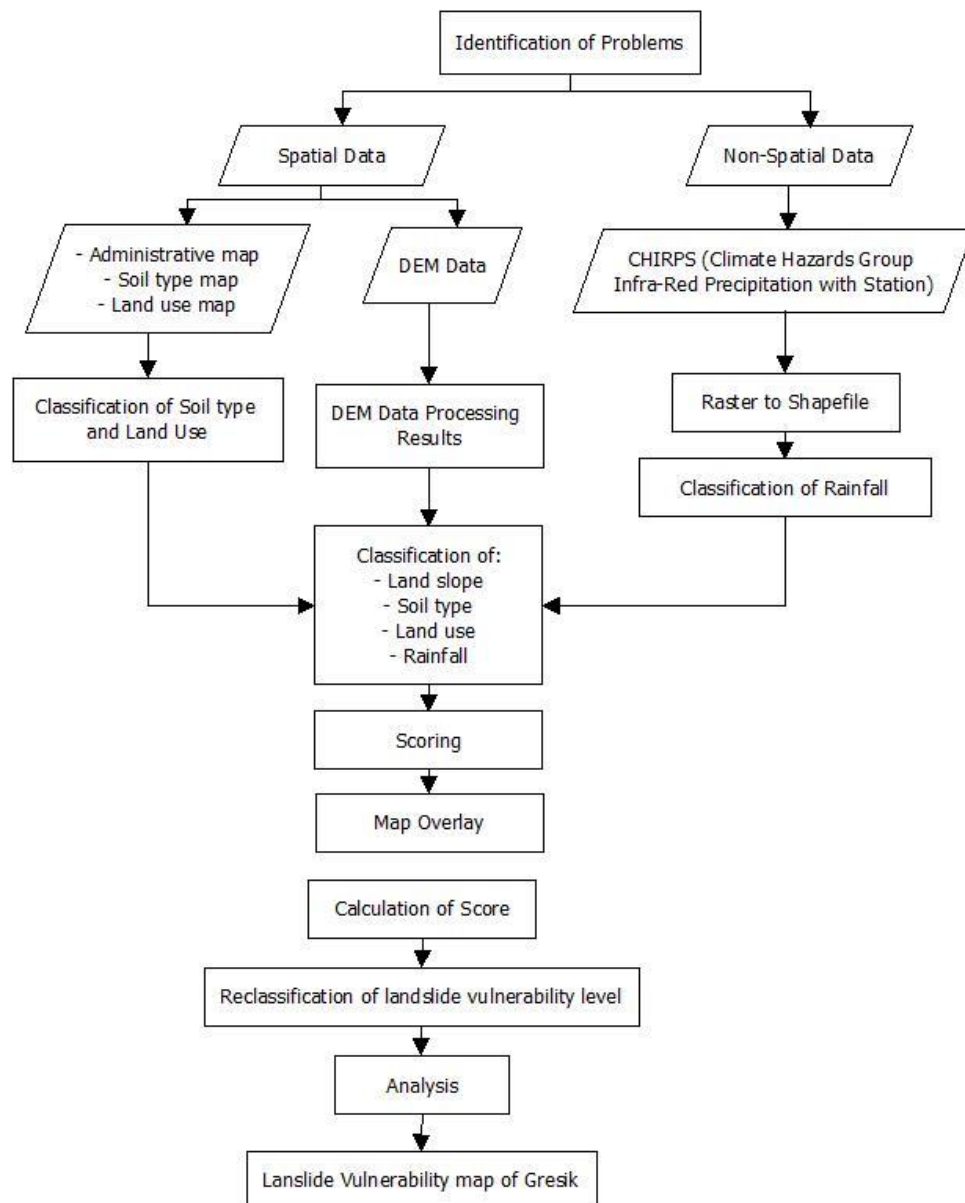 Identification of Problems
Spatial Data
Non-Spatial Data
- Administrative map
- Soil type map
- Land use map
DEM Data
CHIRPS (Climate Hazards Group
Infra-Red Precipitation with Station)
Classification of Soil type
and Land Use
DEM Data Processing
Results
Raster to Shapefile
Classification of Rainfall
Classification of:
- Land slope
- Soil type
- Land use
- Rainfall
Scoring
Map Overlay
Calculation of Score
Reclassification of landslide vulnerability level
Analysis
Lanslide Vulnerability map of Gresik